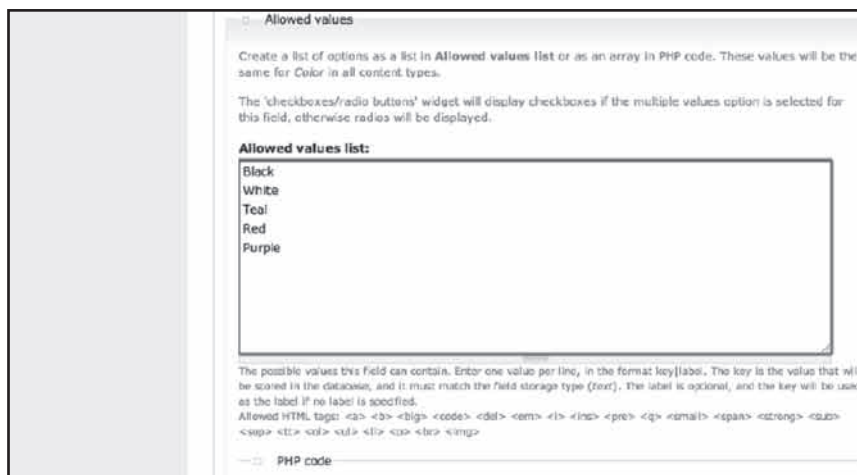 Allowed values
Create a list of options as a list in Allowed values list or as an array in PHP code. These values will be the
same for Color in all content types.
The 'checkboxes/radio buttons' widget will display checkboxes if the multiple values option is selected for
this field, otherwise radios will be displayed.
Allowed values list:
Black
White
Teal
Red
Purple
The possible values this field can contain. Enter one value per line, in the format key|label. The key is the value that will
be stored in the database, and it must match the field storage type (text). The label is optional, and the key will be used
as the label if no label is specified.
Allowed HTML tags: <a> <b> <big> <code> <del> <em> <i> <ins> <pre> <q> <small> <span> <strong> <sub>
<sup> <tt> <ol> <ul> <li> <p> <br> <img>
PHP code